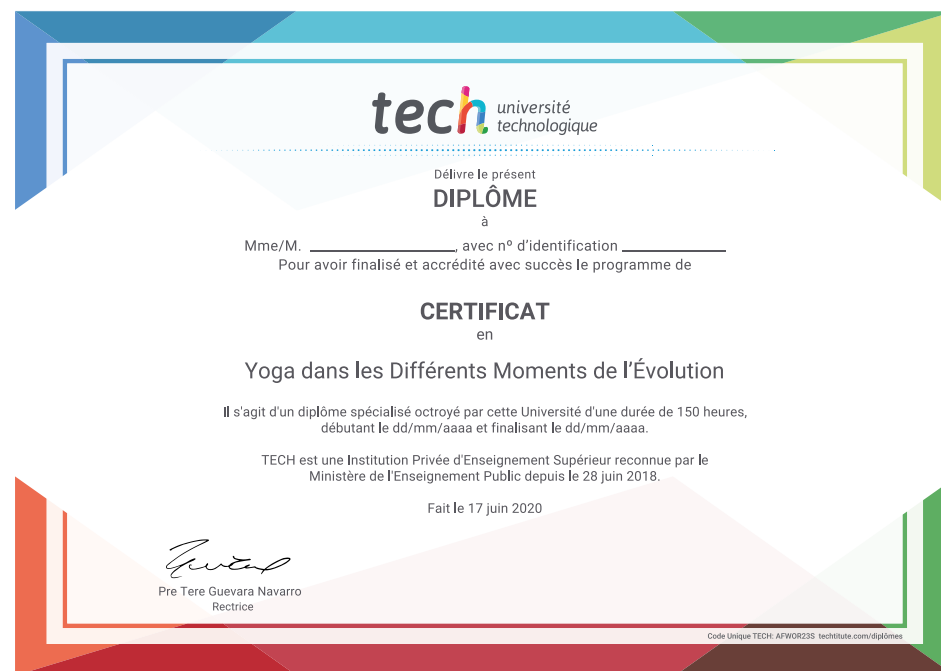 tech université
technologique
Délivre le présent
DIPLÔME
à
Mme/M. _______________, avec nº d'identification _______________
Pour avoir finalisé et accrédité avec succès le programme de
CERTIFICAT
en
Yoga dans les Différents Moments de l'Évolution
Il s'agit d'un diplôme spécialisé octroyé par cette Université d'une durée de 150 heures,
débutant le dd/mm/aaaa et finalisant le dd/mm/aaaa.
TECH est une Institution Privée d'Enseignement Supérieur reconnue par le
Ministère de l'Enseignement Public depuis le 28 juin 2018.
Fait le 17 juin 2020
Pre Tere Guevara Navarro
Rectrice
Code Unique TECH: AFWOR23S techtitute.com/diplômes